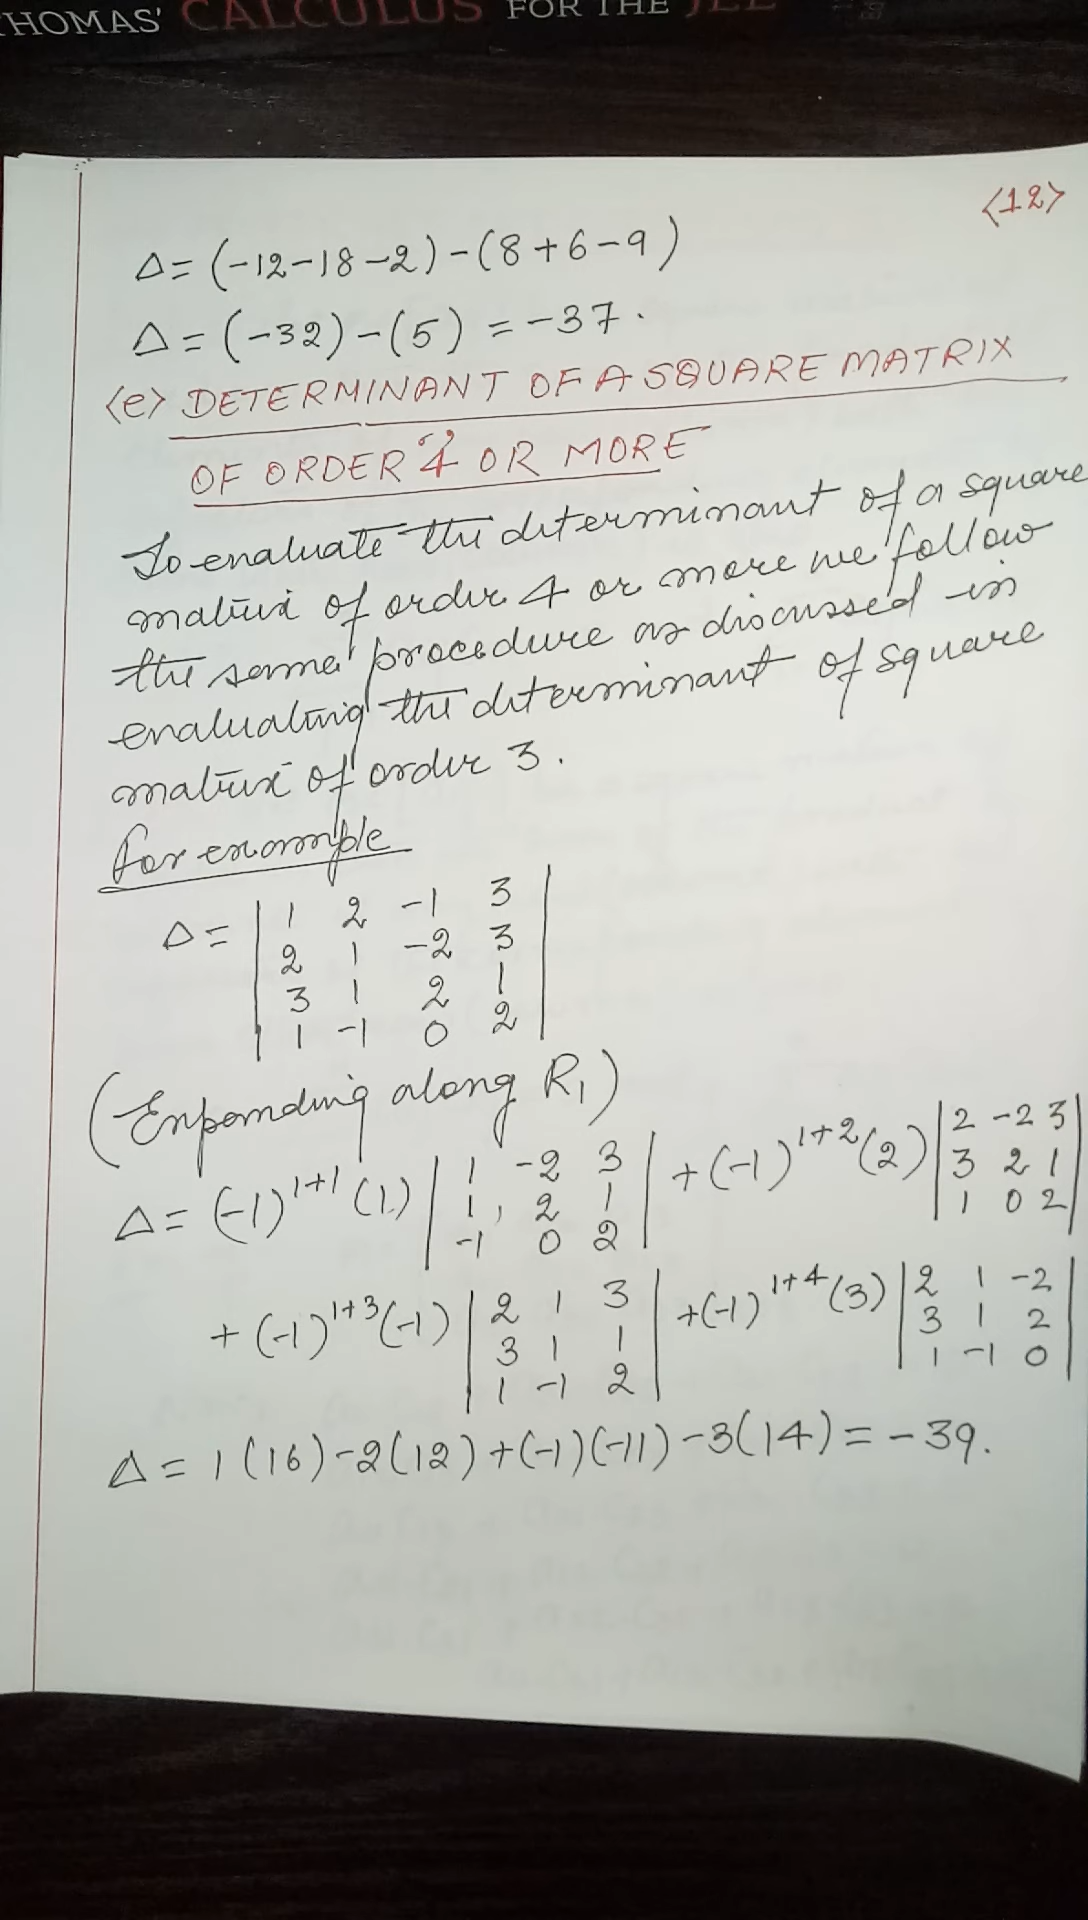 THOMAS' CALCULUS FOR THE JEE
<12>
Δ = (-12-18-2) - (8+6-9)
Δ = (-32) - (5) = -37.
<e> DETERMINANT OF A SQUARE MATRIX
OF ORDER 4 OR MORE
To evaluate the determinant of a square
matrix of order 4 or more we follow
the same procedure as discussed in
evaluating the determinant of square
matrix of order 3.
for example
Δ = | 1 2 -1 3 |
| 2 1 -2 3 |
| 3 1 2 1 |
| 1 -1 0 2 |
(Expanding along R₁)
Δ = (-1)^{1+1} (1) | 1 -2 3 ; 1 2 1 ; -1 0 2 | + (-1)^{1+2} (2) | 2 -2 3 ; 3 2 1 ; 1 0 2 |
+ (-1)^{1+3} (-1) | 2 1 3 ; 3 1 1 ; 1 -1 2 | + (-1)^{1+4} (3) | 2 1 -2 ; 3 1 2 ; 1 -1 0 |
Δ = 1(16) - 2(12) + (-1)(-11) - 3(14) = -39.